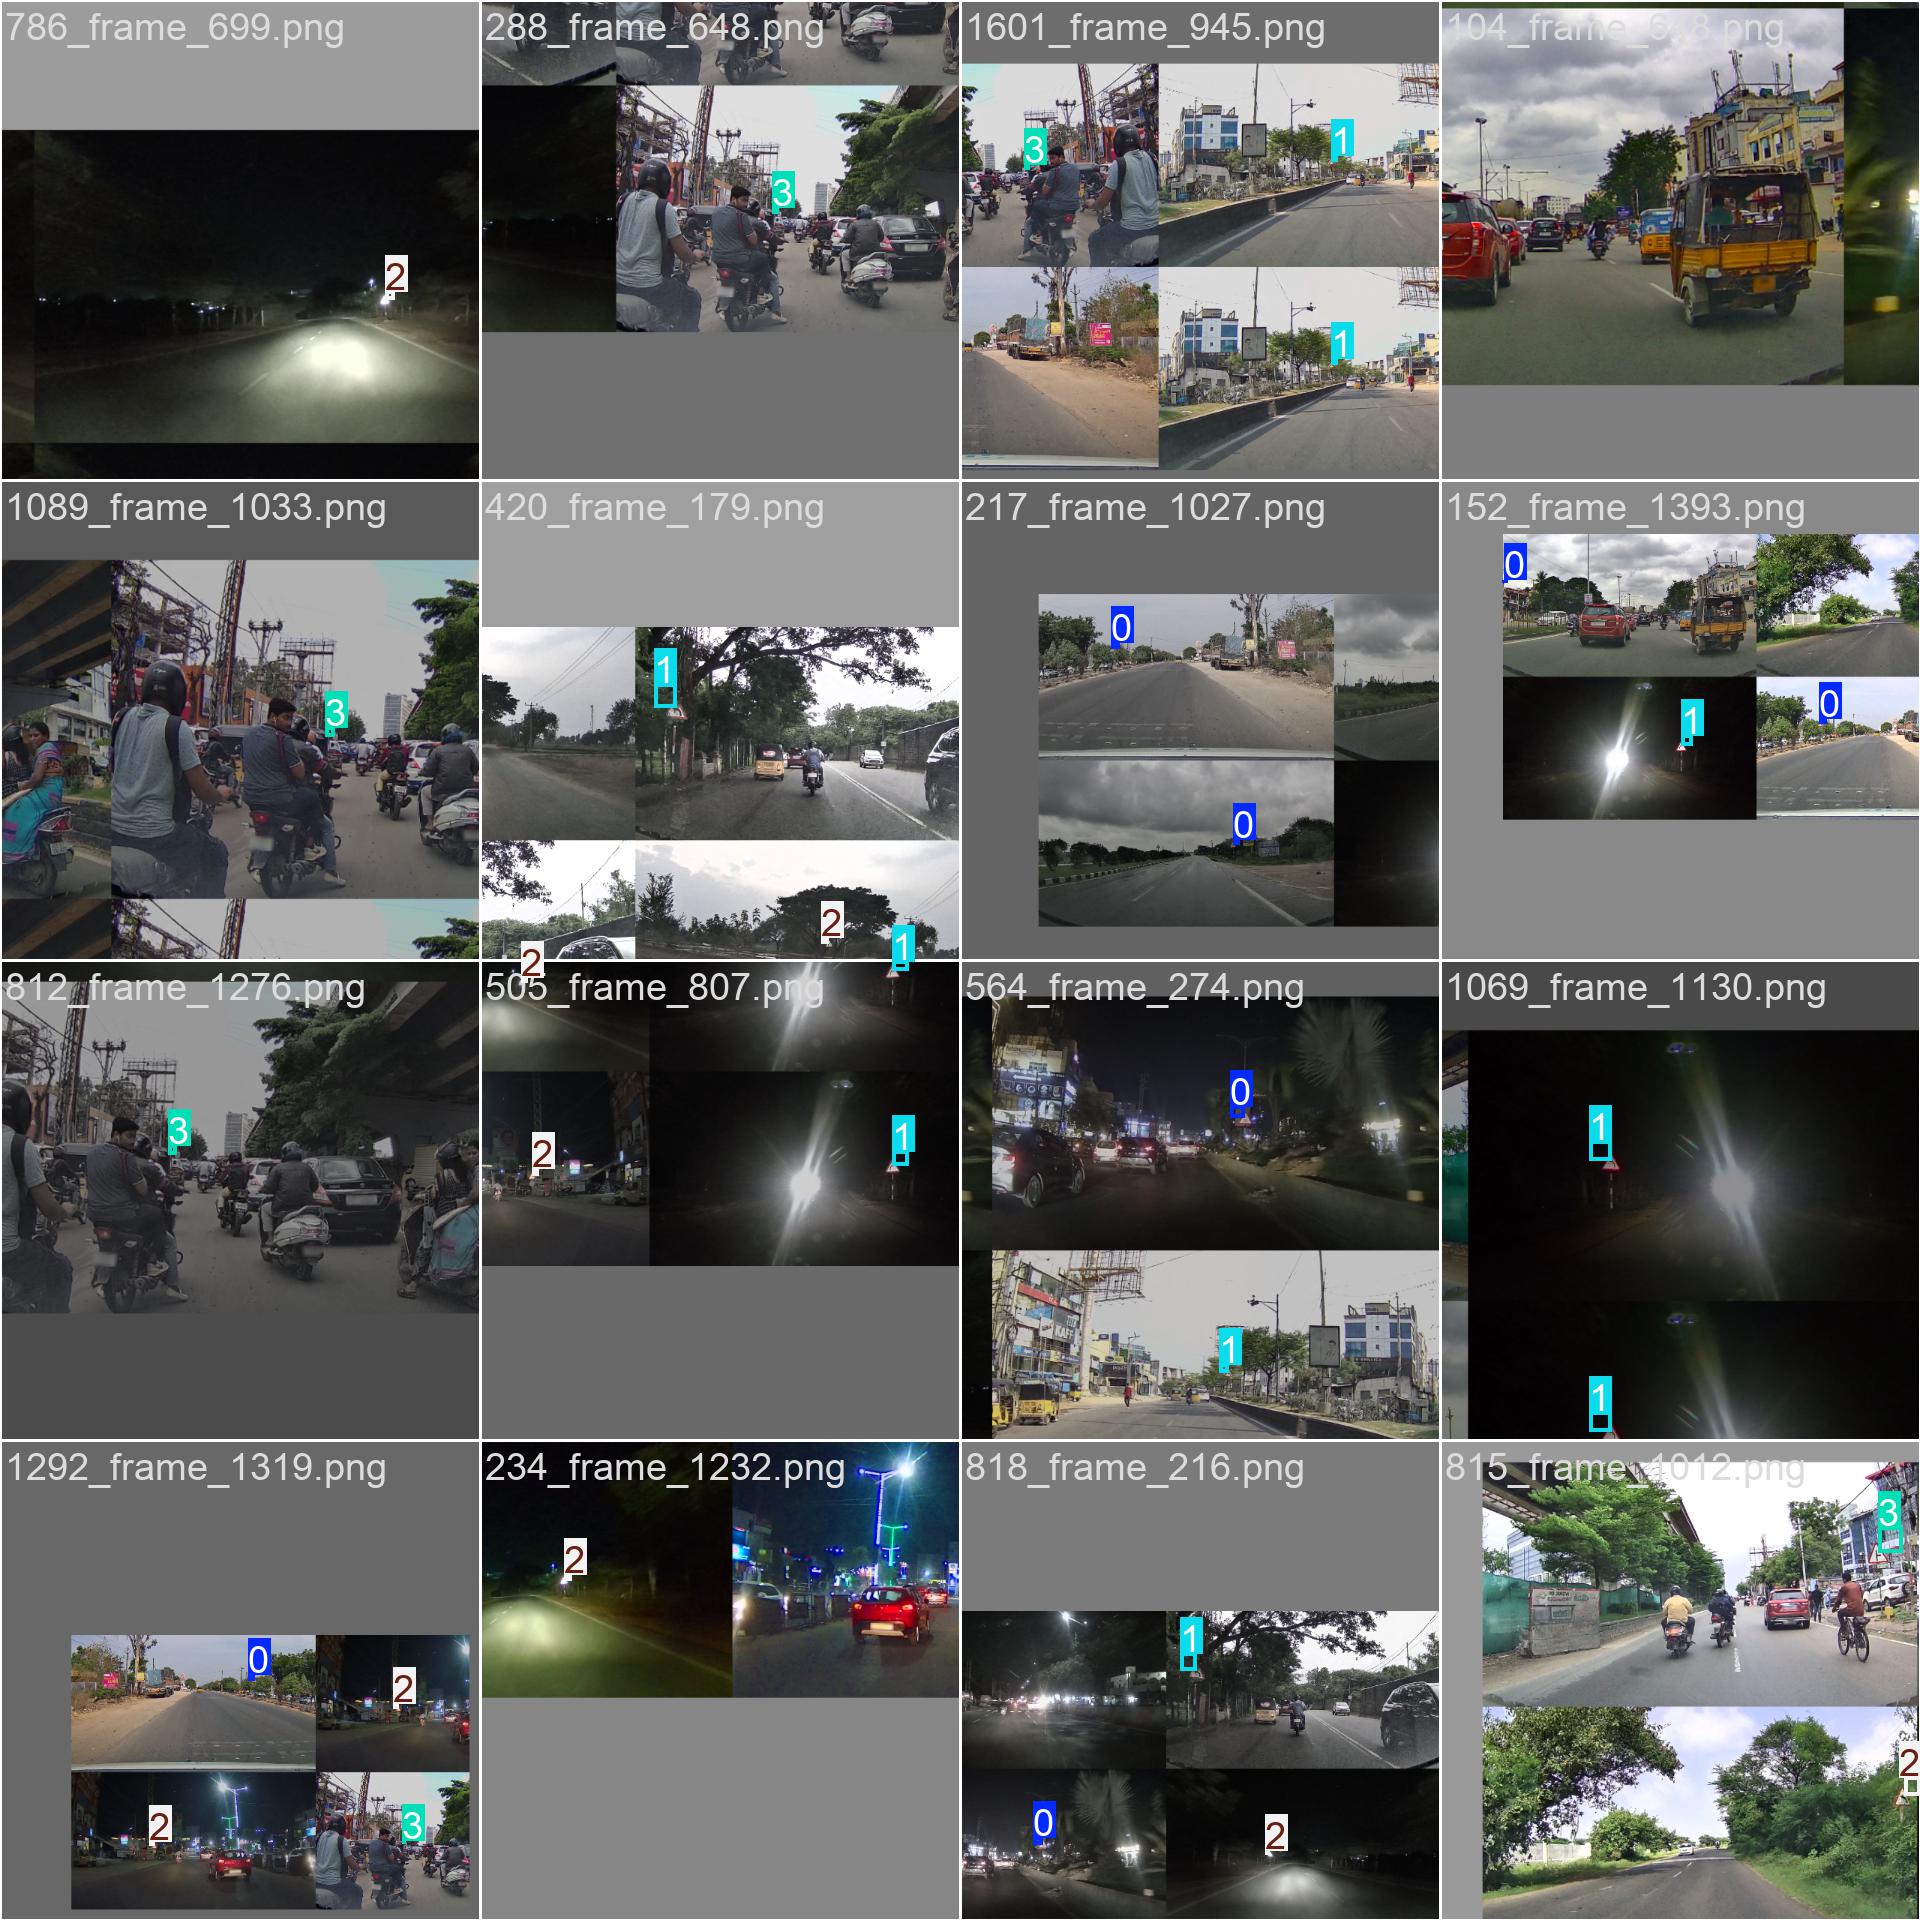 786_frame_699.png
288_frame_648.png
1601_frame_945.png
104_frame_648.png
2
3
3
1
1
1089_frame_1033.png
420_frame_179.png
217_frame_1027.png
152_frame_1393.png
3
1
2
1
0
0
0
1
0
812_frame_1276.png
2
505_frame_807.png
564_frame_274.png
1069_frame_1130.png
3
2
1
0
1
KAFF
1
1
1292_frame_1319.png
234_frame_1232.png
818_frame_216.png
815_frame_1012.png
0
2
2
3
2
1
0
2
3
2